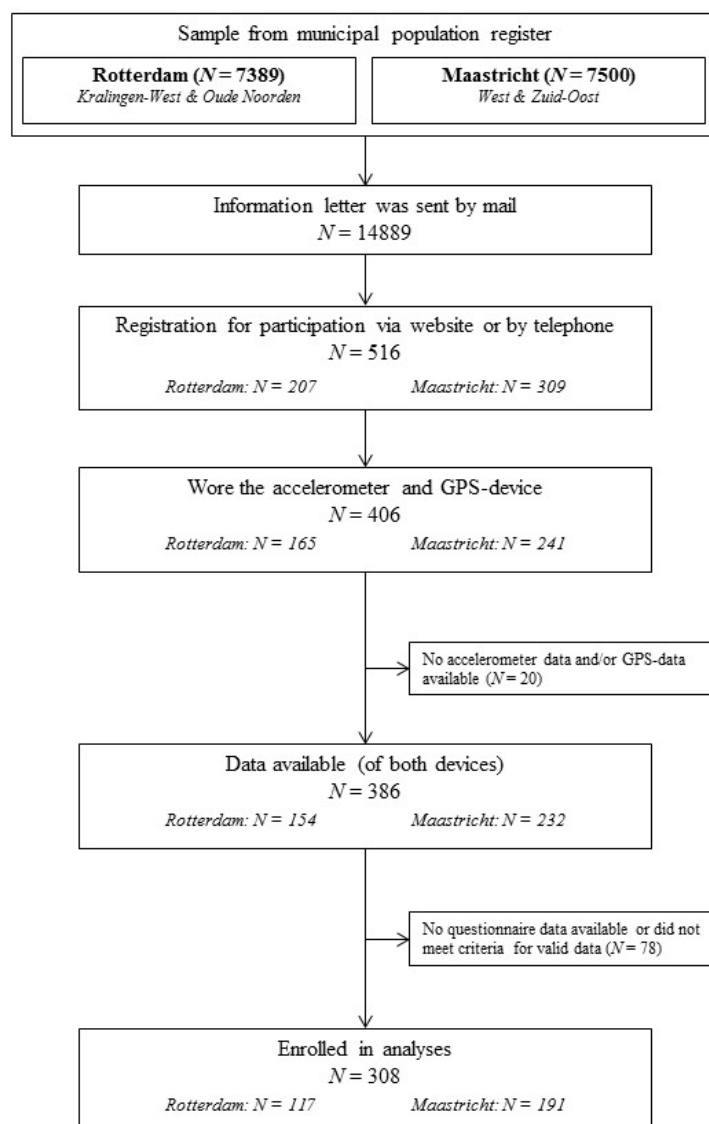 Sample from municipal population register
Rotterdam (N = 7389)
Kralingen-West & Oude Noorden
Maastricht (N = 7500)
West & Zuid-Oost
Information letter was sent by mail
N = 14889
Registration for participation via website or by telephone
N = 516
Rotterdam: N = 207 Maastricht: N = 309
Wore the accelerometer and GPS-device
N = 406
Rotterdam: N = 165 Maastricht: N = 241
No accelerometer data and/or GPS-data
available (N = 20)
Data available (of both devices)
N = 386
Rotterdam: N = 154 Maastricht: N = 232
No questionnaire data available or did not
meet criteria for valid data (N = 78)
Enrolled in analyses
N = 308
Rotterdam: N = 117 Maastricht: N = 191